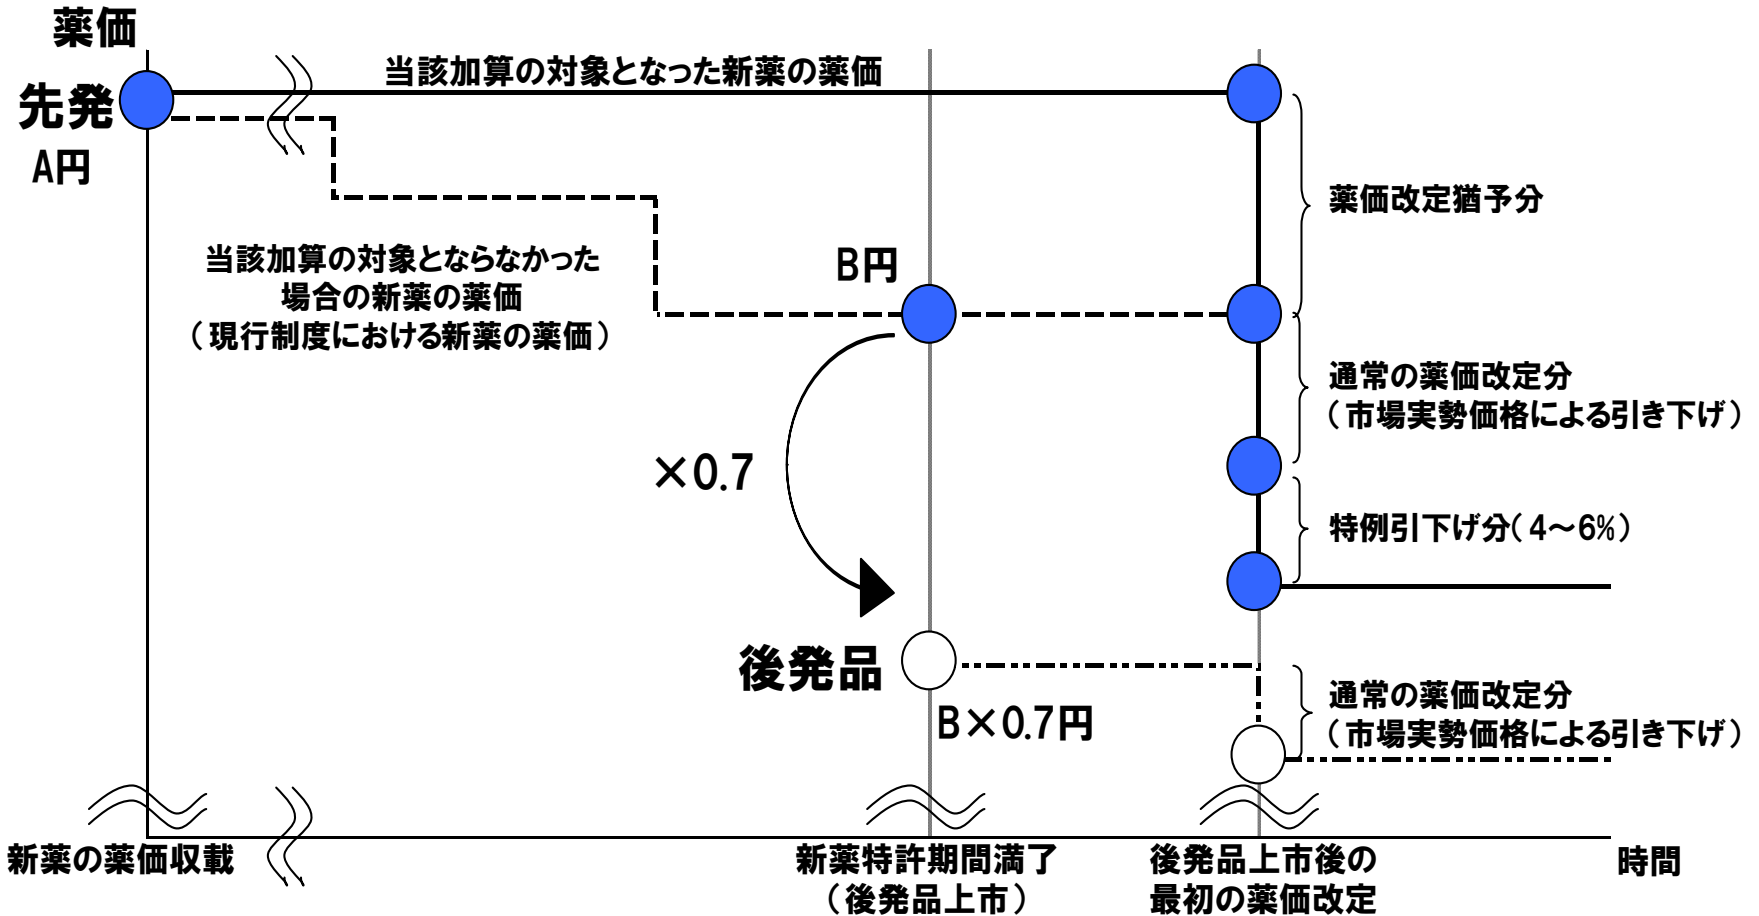 薬価
先発
A円
当該加算の対象となった新薬の薬価
薬価改定猶予分
当該加算の対象とならなかった
場合の新薬の薬価
（現行制度における新薬の薬価）
B円
通常の薬価改定分
（市場実勢価格による引き下げ）
×0.7
特例引下げ分（4～6%）
後発品
B×0.7円
通常の薬価改定分
（市場実勢価格による引き下げ）
新薬の薬価収載
新薬特許期間満了
（後発品上市）
後発品上市後の
最初の薬価改定
時間